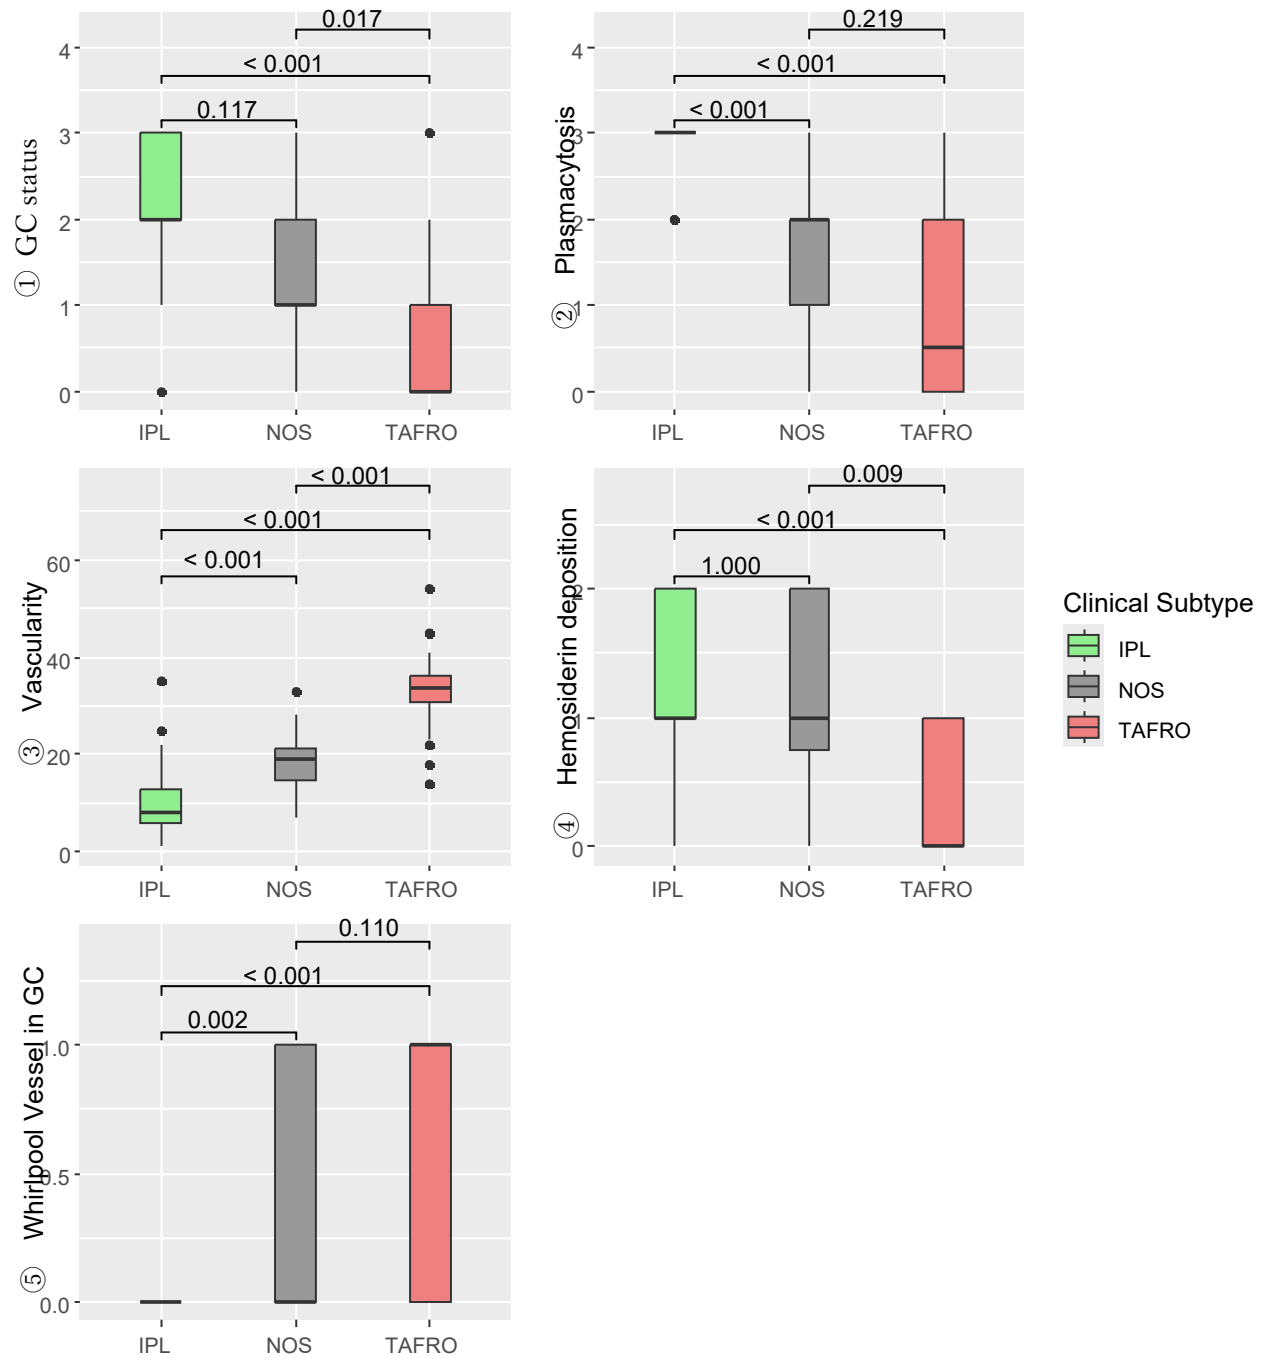 0.017
< 0.001
0.117
4
3
2
1
0
① GC status
IPL NOS TAFRO
0.219
< 0.001
< 0.001
4
3
2
1
0
② Plasmacytosis
IPL NOS TAFRO
< 0.001
< 0.001
< 0.001
60
40
20
0
③ Vascularity
IPL NOS TAFRO
0.009
< 0.001
1.000
2
1
0
④ Hemosiderin deposition
IPL NOS TAFRO
Clinical Subtype
IPL
NOS
TAFRO
0.110
< 0.001
0.002
1.0
0.5
0.0
⑤ Whirlpool Vessel in GC
IPL NOS TAFRO